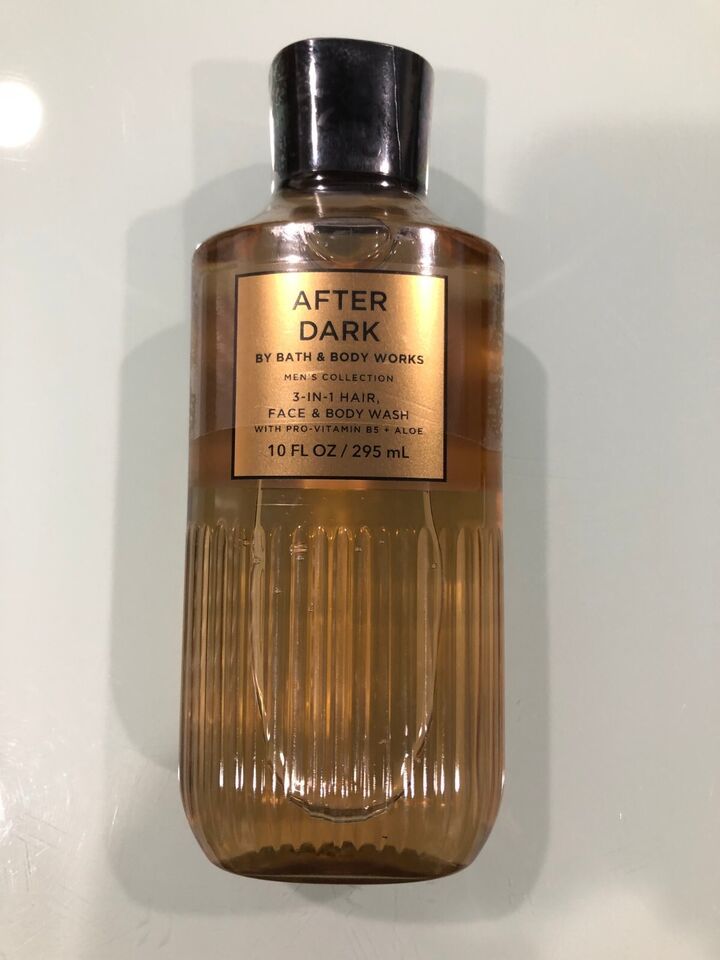 AFTER
DARK
BY BATH & BODY WORKS
MEN'S COLLECTION
3-IN-1 HAIR,
FACE & BODY WASH
WITH PRO-VITAMIN B5 + ALOE
10 FL OZ / 295 mL